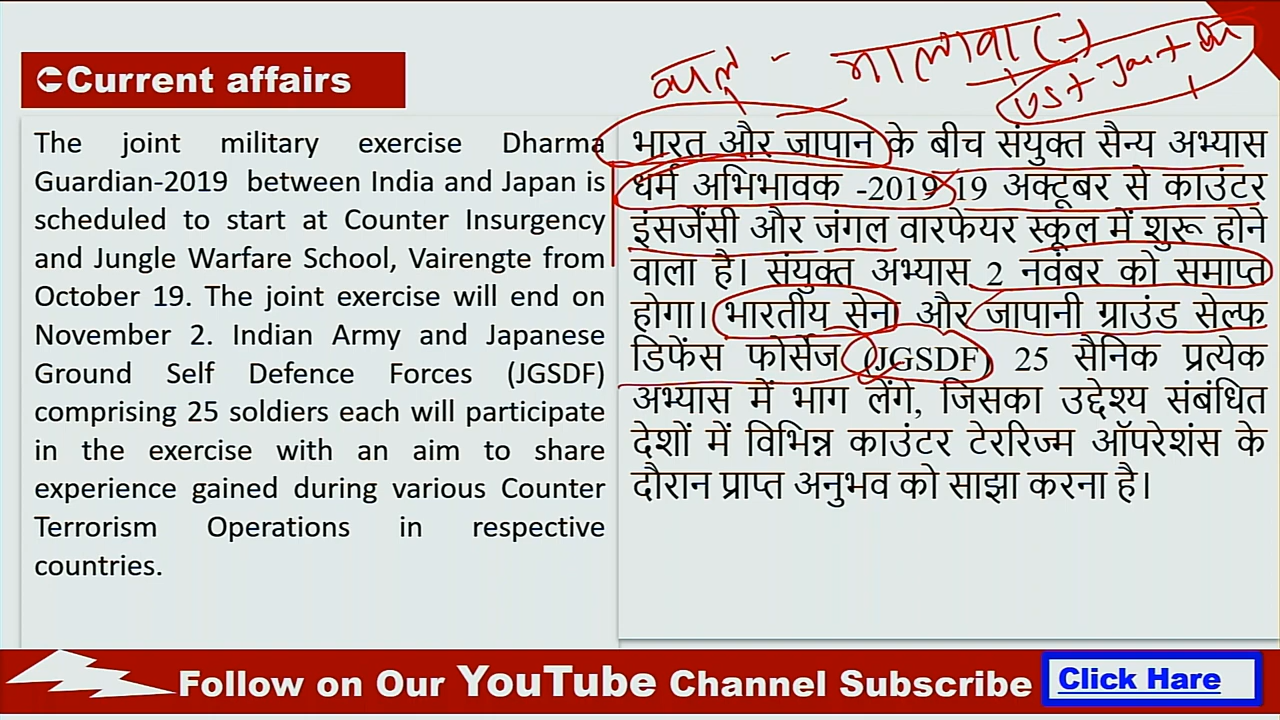 Current affairs
The joint military exercise Dharma
Guardian-2019 between India and Japan is
scheduled to start at Counter Insurgency
and Jungle Warfare School, Vairengte from
October 19. The joint exercise will end on
November 2. Indian Army and Japanese
Ground Self Defence Forces (JGSDF)
comprising 25 soldiers each will participate
in the exercise with an aim to share
experience gained during various Counter
Terrorism Operations in respective
countries.
भारत और जापान के बीच संयुक्त सैन्य अभ्यास
धर्म अभिभावक -2019 19 अक्टूबर से काउंटर
इंसर्जेंसी और जंगल वारफेयर स्कूल में शुरू होने
वाला है। संयुक्त अभ्यास 2 नवंबर को समाप्त
होगा। भारतीय सेना और जापानी ग्राउंड सेल्फ
डिफेंस फोर्सेज (JGSDF) 25 सैनिक प्रत्येक
अभ्यास में भाग लेंगे, जिसका उद्देश्य संबंधित
देशों में विभिन्न काउंटर टेररिज्म ऑपरेशंस के
दौरान प्राप्त अनुभव को साझा करना है।
Follow on Our YouTube Channel Subscribe Click Hare